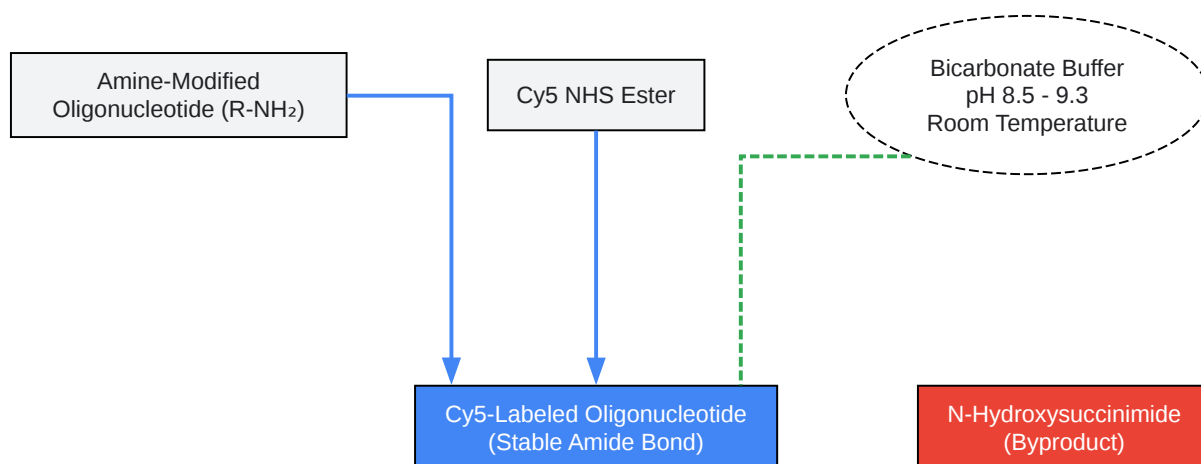 Amine-Modified
Oligonucleotide (R-NH₂)
Cy5 NHS Ester
Bicarbonate Buffer
pH 8.5 - 9.3
Room Temperature
Cy5-Labeled Oligonucleotide
(Stable Amide Bond)
N-Hydroxysuccinimide
(Byproduct)